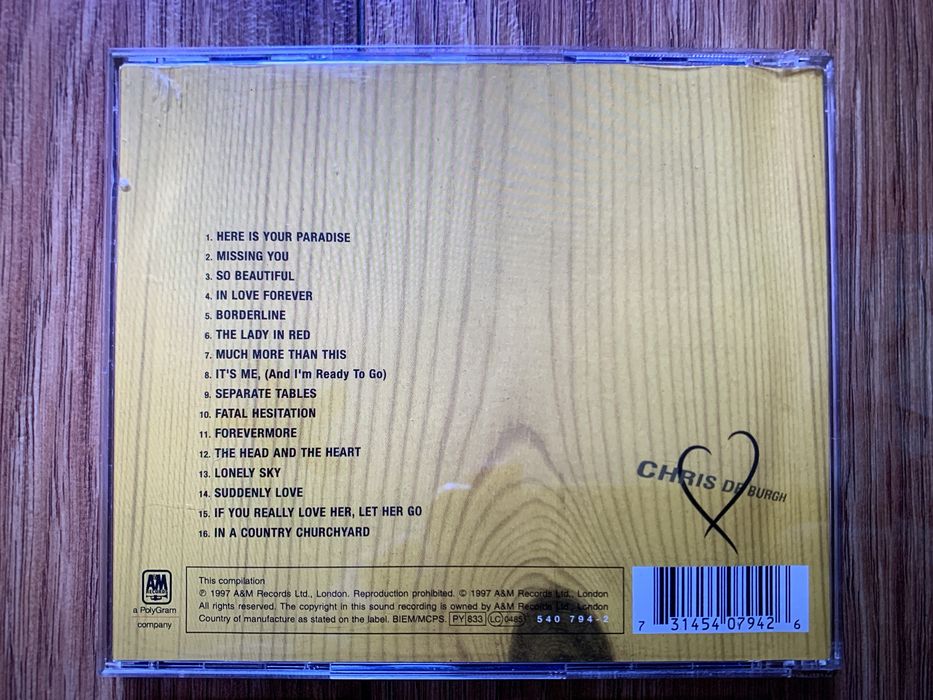 1. HERE IS YOUR PARADISE
2. MISSING YOU
3. SO BEAUTIFUL
4. IN LOVE FOREVER
5. BORDERLINE
6. THE LADY IN RED
7. MUCH MORE THAN THIS
8. IT'S ME, (And I'm Ready To Go)
9. SEPARATE TABLES
10. FATAL HESITATION
11. FOREVERMORE
12. THE HEAD AND THE HEART
13. LONELY SKY
14. SUDDENLY LOVE
15. IF YOU REALLY LOVE HER, LET HER GO
16. IN A COUNTRY CHURCHYARD
CHRIS DE BURGH
A&M
RECORDS
a PolyGram
company
This compilation
℗ 1997 A&M Records Ltd., London. Reproduction prohibited. © 1997 A&M Records Ltd., London
All rights reserved. The copyright in this sound recording is owned by A&M Records Ltd., London
Country of manufacture as stated on the label. BIEM/MCPS. PY 833 LC 0485 540 794-2
7 31454 07942 6